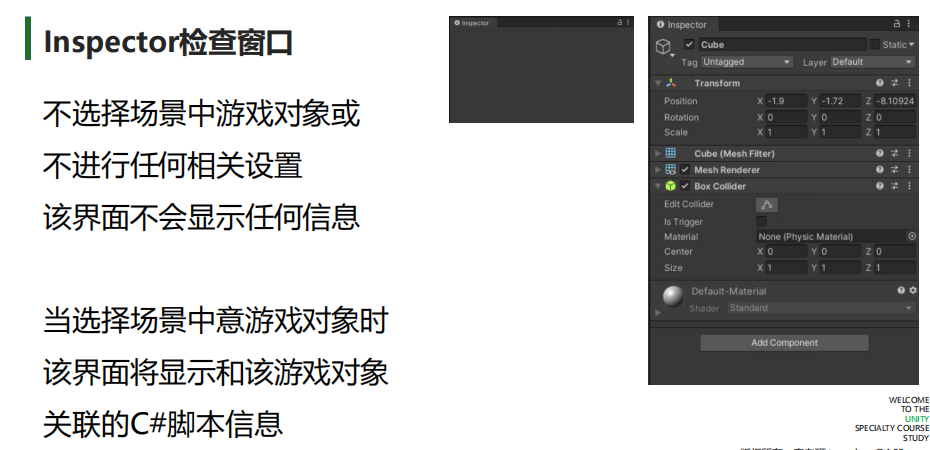 Inspector检查窗口
不选择场景中游戏对象或
不进行任何相关设置
该界面不会显示任何信息
当选择场景中意游戏对象时
该界面将显示和该游戏对象
关联的C#脚本信息
Inspector
Inspector
Cube
Static
Tag Untagged Layer Default
Transform
Position X -1.9 Y -1.72 Z -8.10924
Rotation X 0 Y 0 Z 0
Scale X 1 Y 1 Z 1
Cube (Mesh Filter)
Mesh Renderer
Box Collider
Edit Collider
Is Trigger
Material None (Physic Material)
Center X 0 Y 0 Z 0
Size X 1 Y 1 Z 1
Default-Material
Shader Standard
Add Component
WELCOME
TO THE
UNITY
SPECIALTY COURSE
STUDY